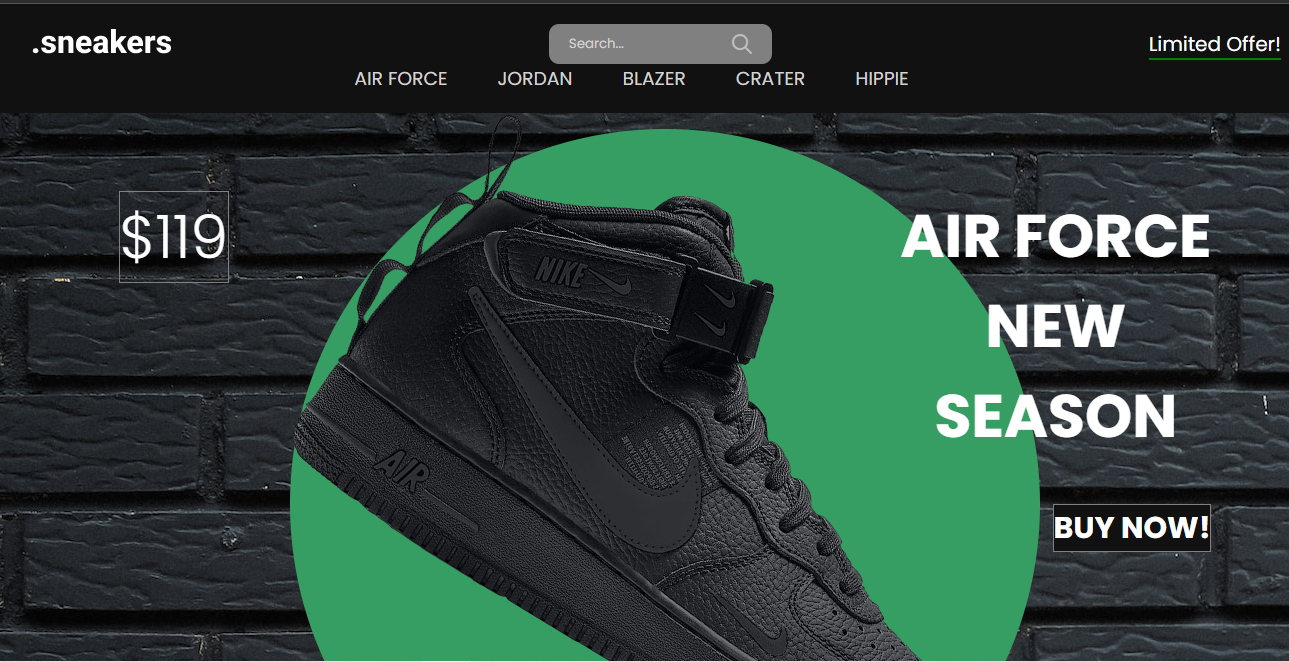 .sneakers
Search...
Limited Offer!
AIR FORCE
JORDAN
BLAZER
CRATER
HIPPIE
$119
AIR FORCE
NEW
SEASON
BUY NOW!
NIKE
AIR